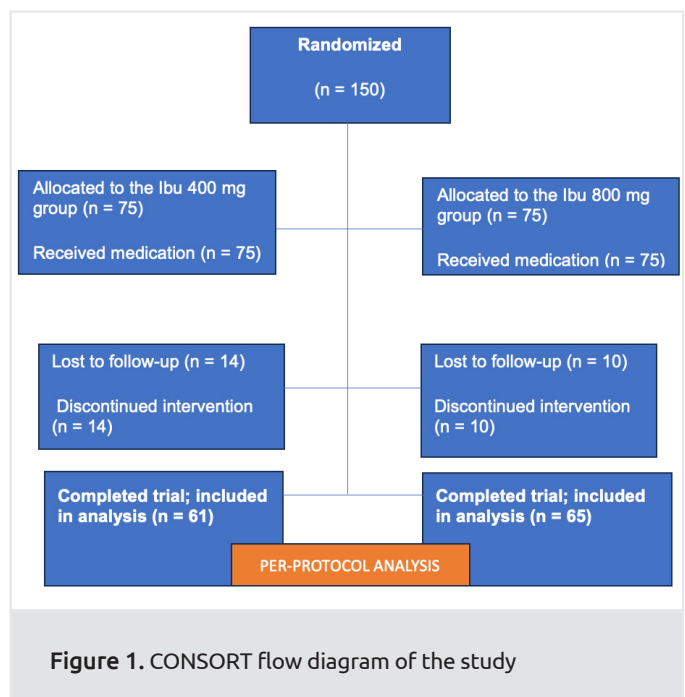 Randomized
(n = 150)
Allocated to the Ibu 400 mg
group (n = 75)
Received medication (n = 75)
Allocated to the Ibu 800 mg
group (n = 75)
Received medication (n = 75)
Lost to follow-up (n = 14)
Discontinued intervention
(n = 14)
Lost to follow-up (n = 10)
Discontinued intervention
(n = 10)
Completed trial; included
in analysis (n = 61)
Completed trial; included
in analysis (n = 65)
PER-PROTOCOL ANALYSIS
Figure 1. CONSORT flow diagram of the study